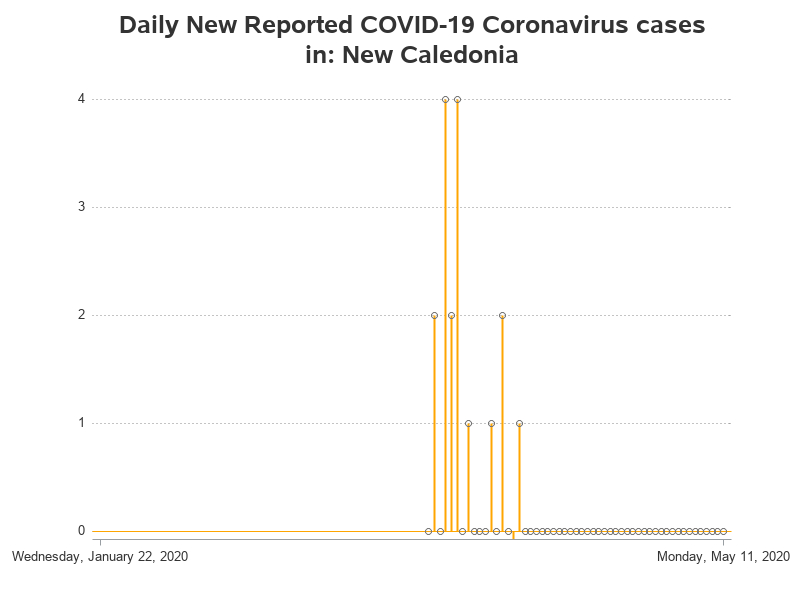 Daily New Reported COVID-19 Coronavirus cases
in: New Caledonia
4
3
2
1
0
Wednesday, January 22, 2020 Monday, May 11, 2020